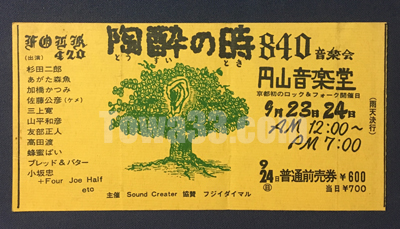 FOLK
420
(出演)
杉田二郎
あがた森魚
加橋かつみ
佐藤公彦(ケメ)
三上寛
山平和彦
友部正人
高田渡
蜂蜜ぱい
ブレッド&バター
小坂忠
+Four Joe Half
etc
陶酔の時 840 音楽会
とうすいのとき
円山音楽堂
京都初のロック&フォーク開催日
9月23日24日
(雨天決行)
AM 12:00~
PM 7:00
9/24日(日) 普通前売券 ¥600
当日 ¥700
主催 Sound Creater 協賛 フジイダイマル